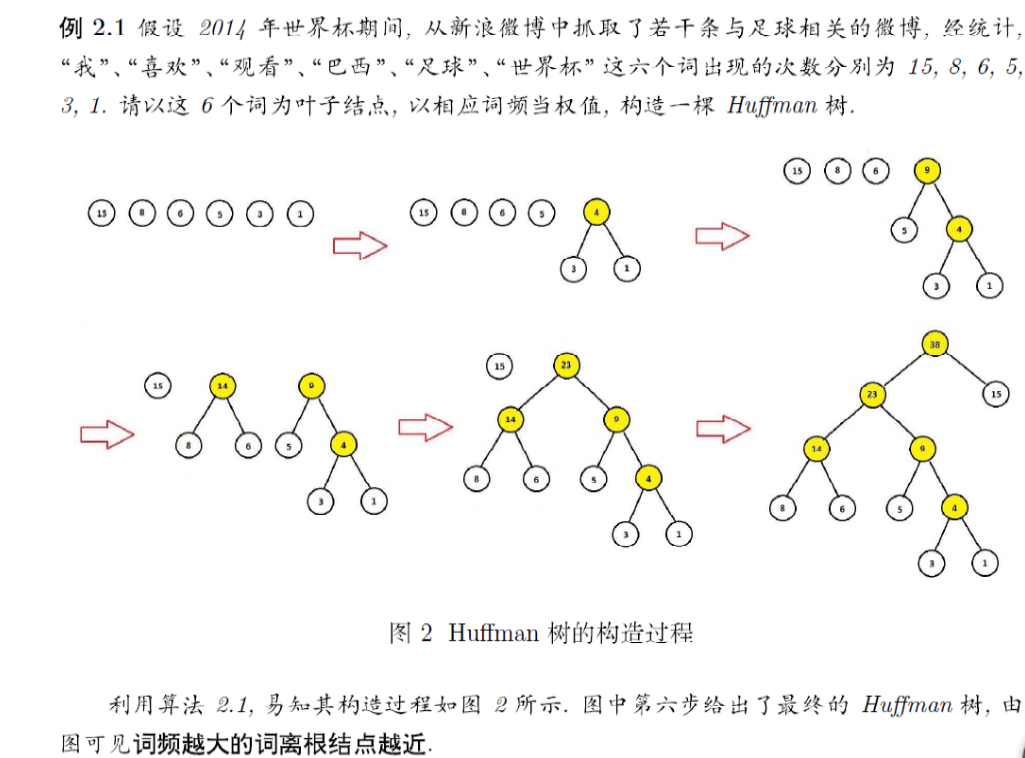 例 2.1 假设 2014 年世界杯期间, 从新浪微博中抓取了若干条与足球相关的微博, 经统计,
“我”、“喜欢”、“观看”、“巴西”、“足球”、“世界杯” 这六个词出现的次数分别为 15, 8, 6, 5,
3, 1. 请以这 6 个词为叶子结点, 以相应词频当权值, 构造一棵 Huffman 树.
15 8 6 5 3 1
15 8 6 5 4
3 1
15 8 6 9
5 4
3 1
15 14 9
8 6 5 4
3 1
15 23
14 9
8 6 5 4
3 1
38
23 15
14 9
8 6 5 4
3 1
图 2 Huffman 树的构造过程
利用算法 2.1, 易知其构造过程如图 2 所示. 图中第六步给出了最终的 Huffman 树, 由
图可见词频越大的词离根结点越近.